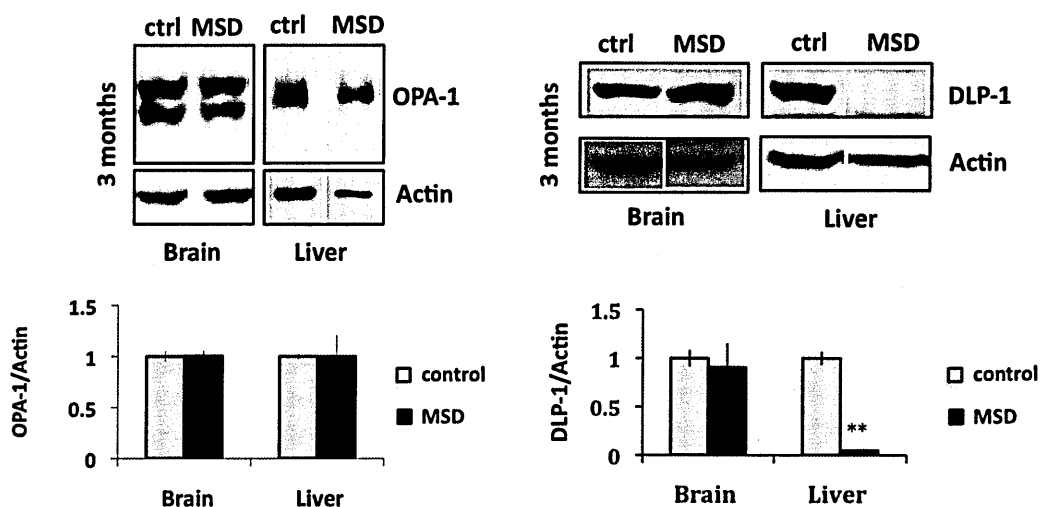 ctrl MSD ctrl MSD
3 months
OPA-1
Actin
Brain Liver
ctrl MSD ctrl MSD
3 months
DLP-1
Actin
Brain Liver
OPA-1/Actin
1.5
1
0.5
0
Brain Liver
control
MSD
DLP-1/Actin
1.5
1
0.5
0
**
Brain Liver
control
MSD